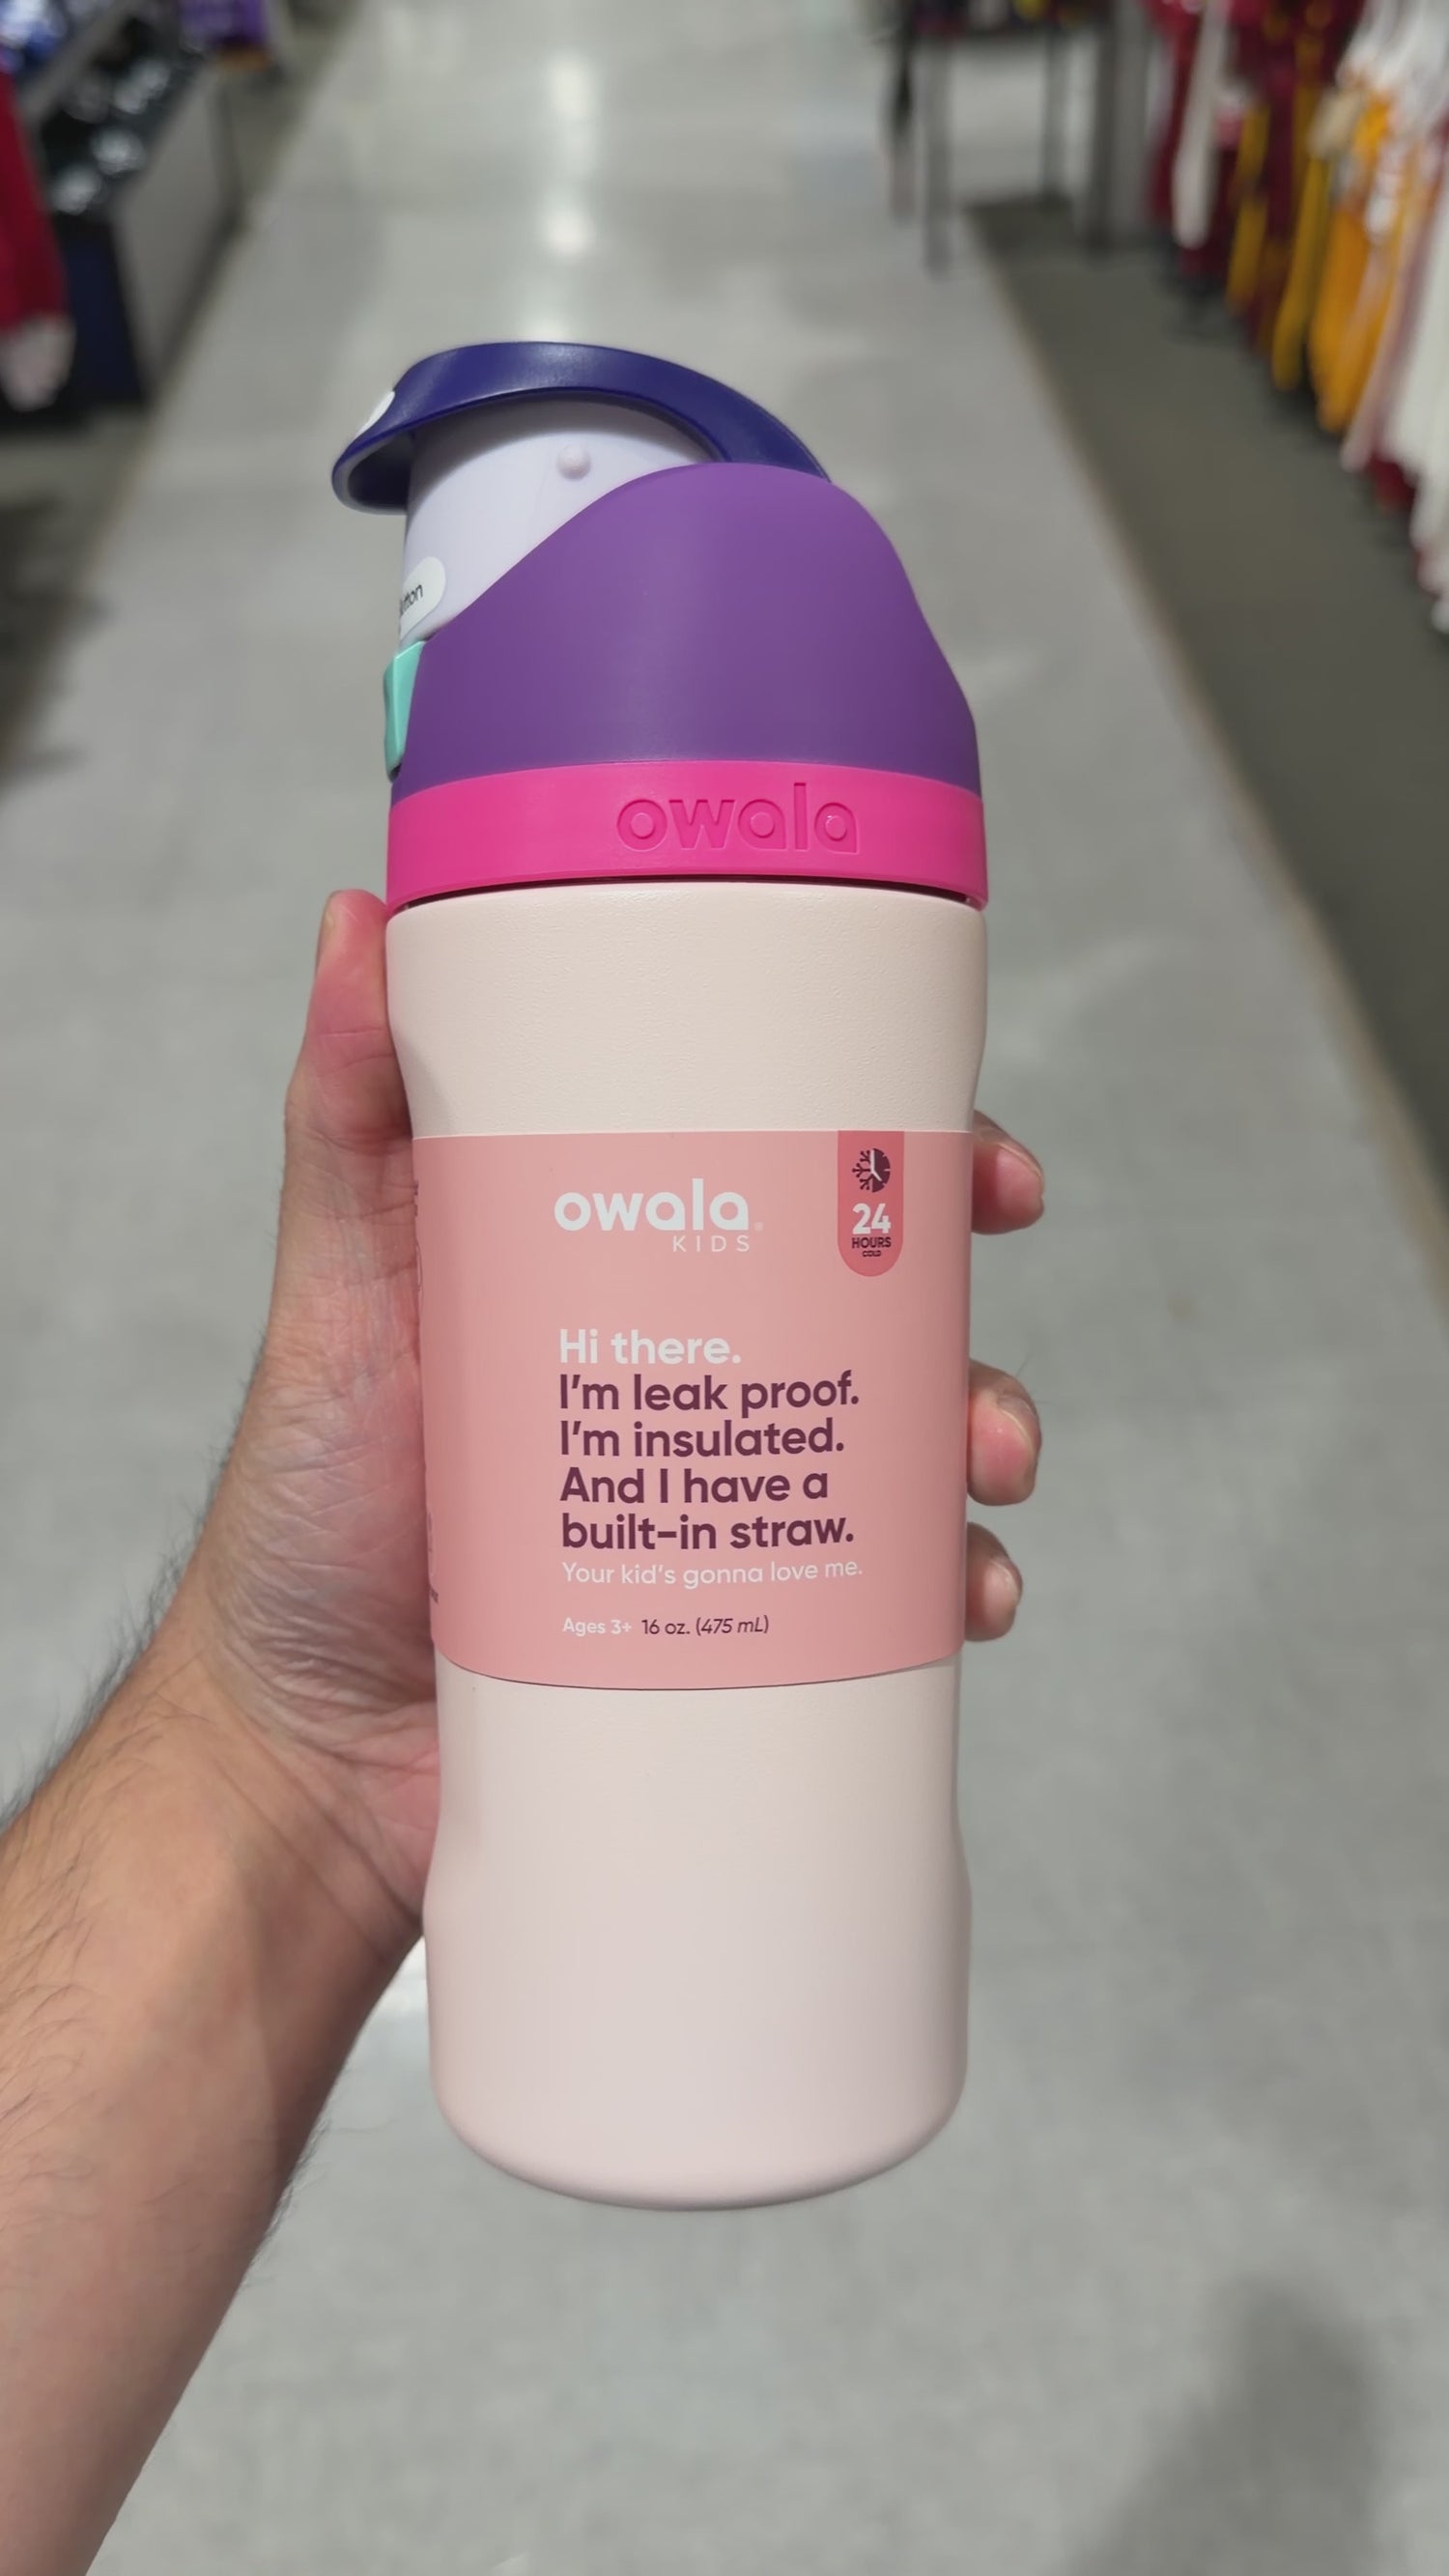 owala
owala
KIDS
24
HOURS
COLD
Hi there.
I'm leak proof.
I'm insulated.
And I have a
built-in straw.
Your kid's gonna love me.
Ages 3+ 16 oz. (475 mL)